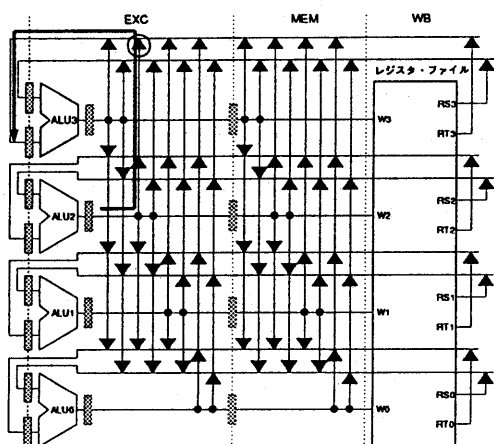 EXC
MEM
WB
レジスタ・ファイル
ALU3
W3
RS3
RT3
ALU2
W2
RS2
RT2
ALU1
W1
RS1
RT1
ALU0
W0
RS0
RT0